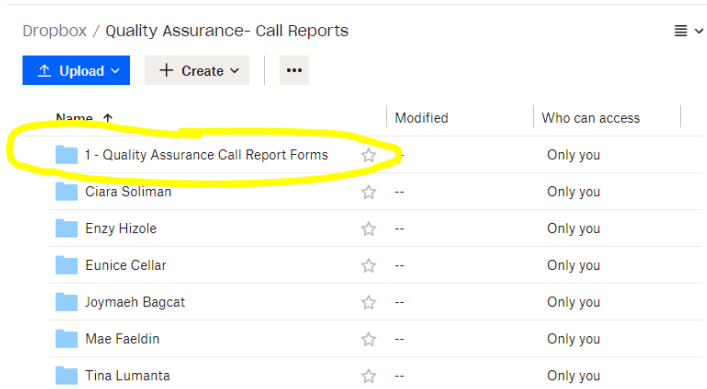 Dropbox / Quality Assurance- Call Reports
Upload Create •••
Name ↑ Modified Who can access
1 - Quality Assurance Call Report Forms -- Only you
Ciara Soliman -- Only you
Enzy Hizole -- Only you
Eunice Cellar -- Only you
Joymaeh Bagcat -- Only you
Mae Faeldin -- Only you
Tina Lumanta -- Only you